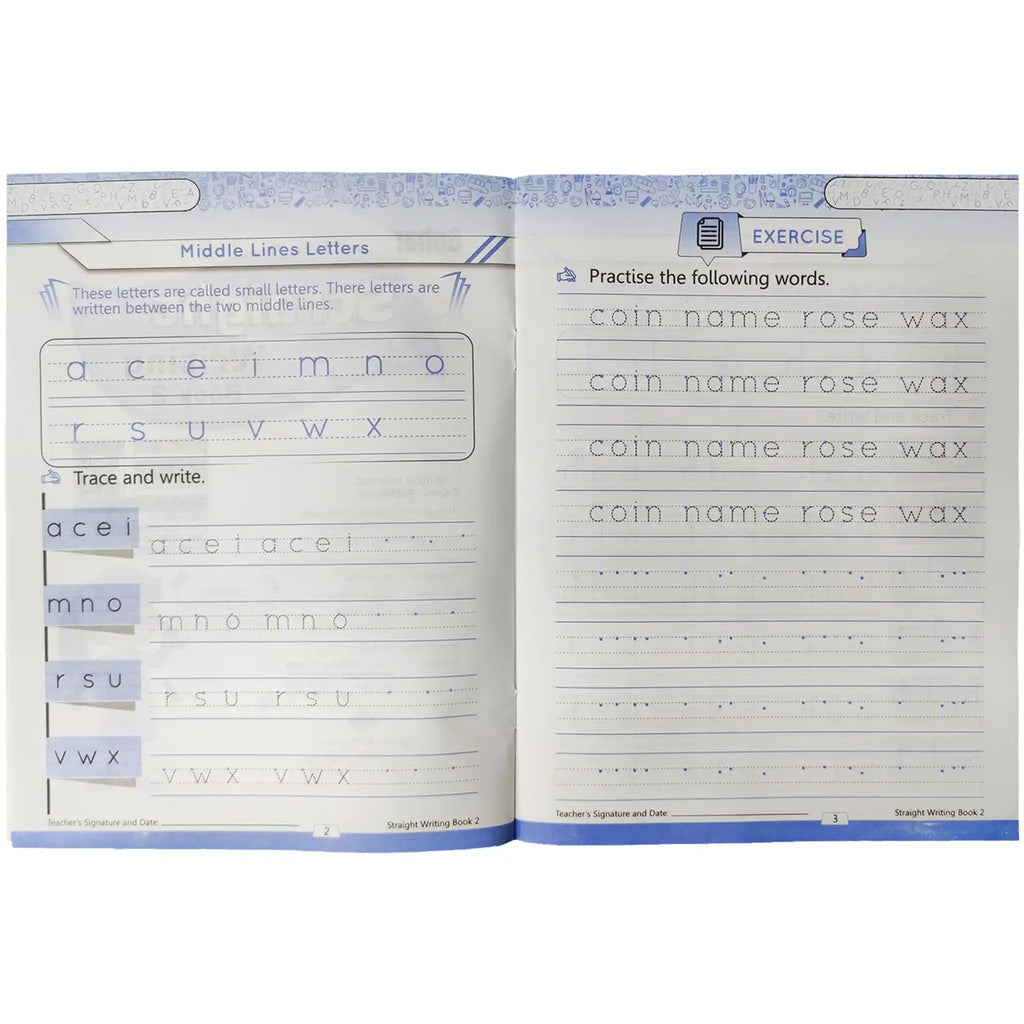 Middle Lines Letters
These letters are called small letters. There letters are
written between the two middle lines.
a c e i m n o
r s u v w x
Trace and write.
a c e i
a c e i a c e i
m n o
m n o m n o
r s u
r s u r s u
v w x
v w x v w x
Teacher's Signature and Date:
2
Straight Writing Book 2
EXERCISE
Practise the following words.
coin name rose wax
coin name rose wax
coin name rose wax
coin name rose wax
Teacher's Signature and Date:
3
Straight Writing Book 2